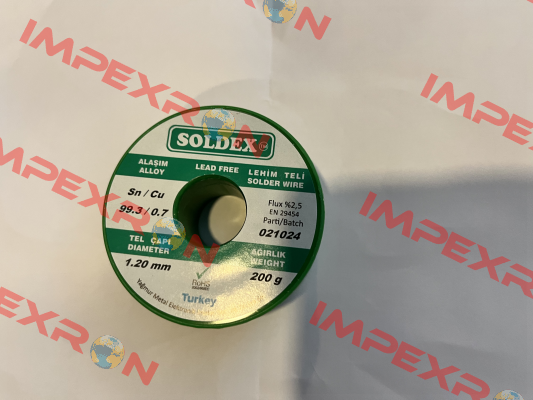 SOLDEX
ALAŞIM
ALLOY
LEAD FREE
LEHİM TELİ
SOLDER WIRE
Sn / Cu
99.3 / 0.7
Flux %2,5
EN 29454
Parti/Batch
021024
TEL ÇAPI
DIAMETER
1.20 mm
AĞIRLIK
WEIGHT
200 g
RoHS
Turkey
Yağmur Metal
IMPEXRON
IMPEXRON
IMPEXRON
IMPEXRON
IMPEXRON
IMPEXRON